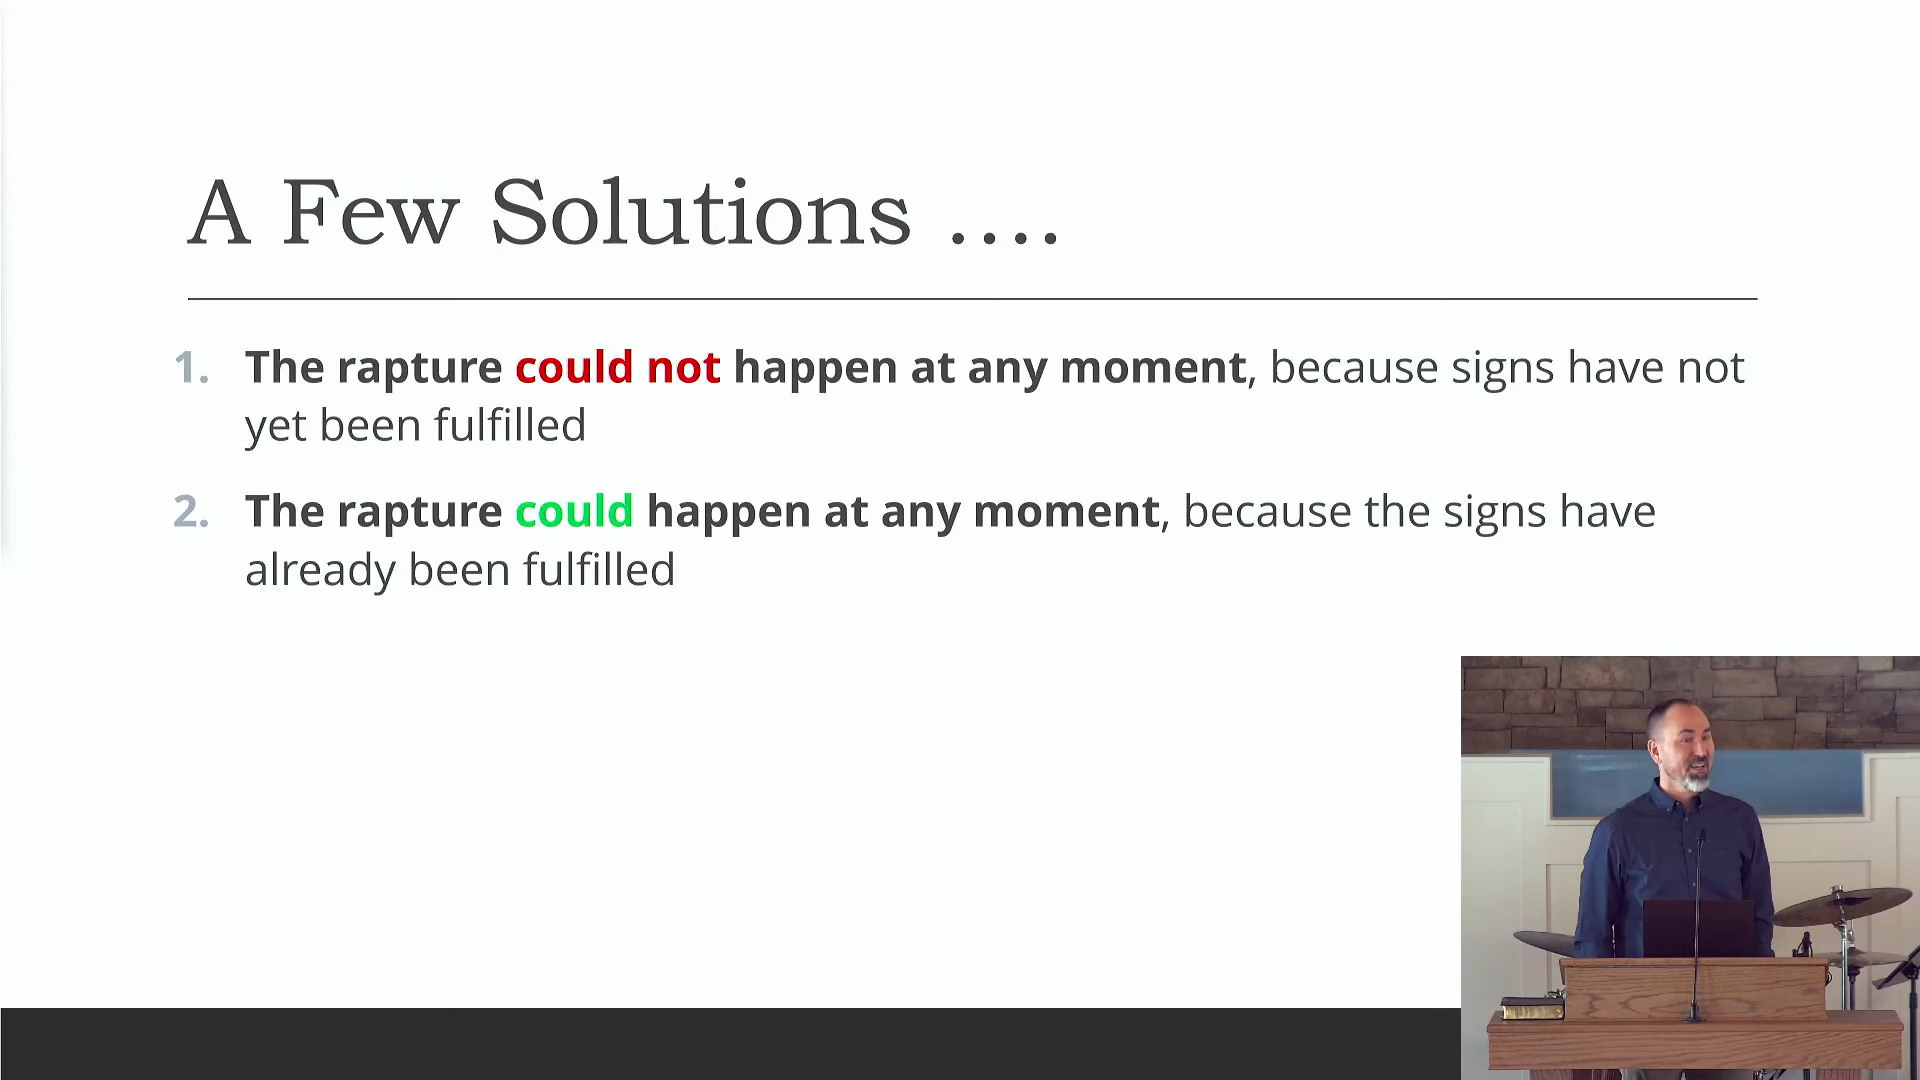 A Few Solutions ....
1. The rapture could not happen at any moment, because signs have not
yet been fulfilled
2. The rapture could happen at any moment, because the signs have
already been fulfilled